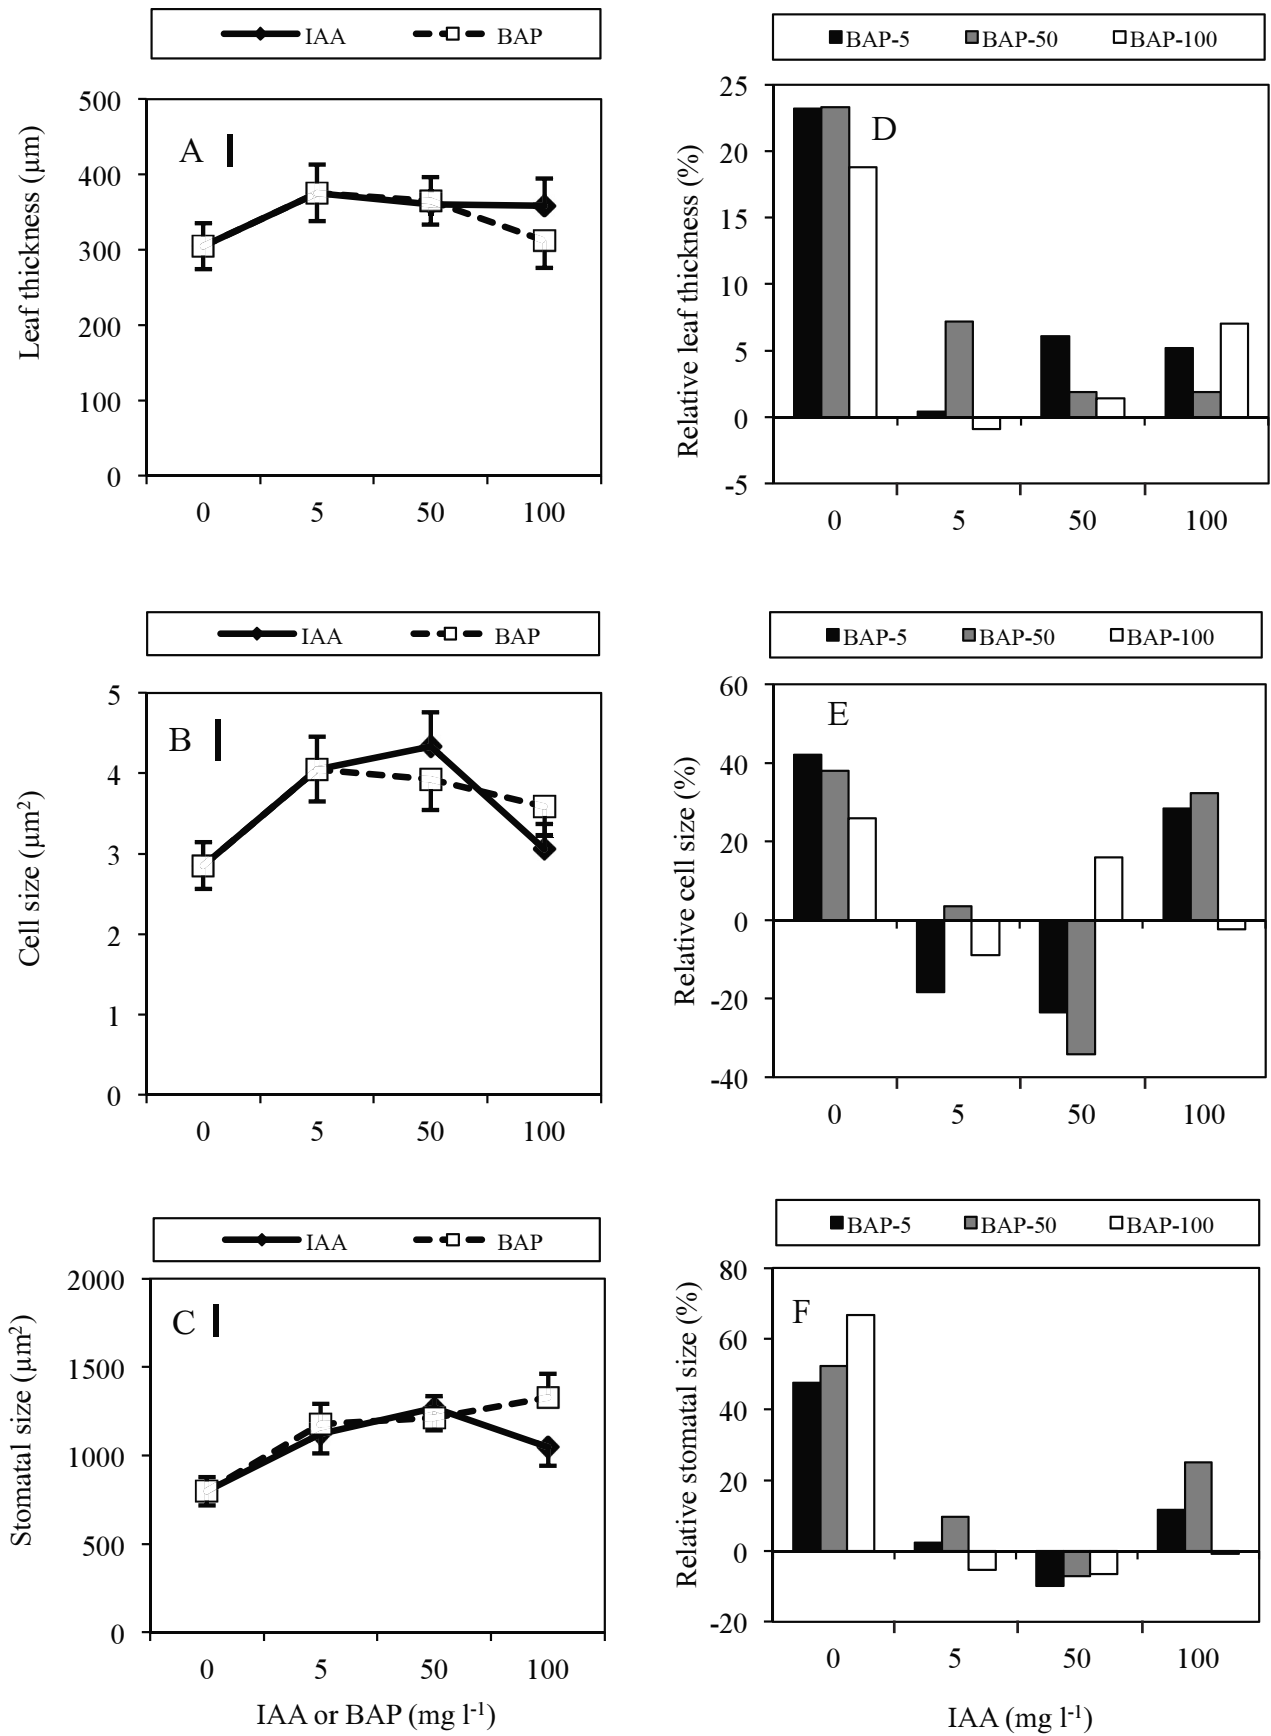 IAA BAP
500
400
300
200
100
0
Leaf thickness (µm)
A
0 5 50 100
BAP-5 BAP-50 BAP-100
25
20
15
10
5
0
-5
Relative leaf thickness (%)
D
0 5 50 100
IAA BAP
5
4
3
2
1
0
Cell size (µm²)
B
0 5 50 100
BAP-5 BAP-50 BAP-100
60
40
20
0
-20
-40
Relative cell size (%)
E
0 5 50 100
IAA BAP
2000
1500
1000
500
0
Stomatal size (µm²)
C
0 5 50 100
IAA or BAP (mg l⁻¹)
BAP-5 BAP-50 BAP-100
80
60
40
20
0
-20
Relative stomatal size (%)
F
0 5 50 100
IAA (mg l⁻¹)